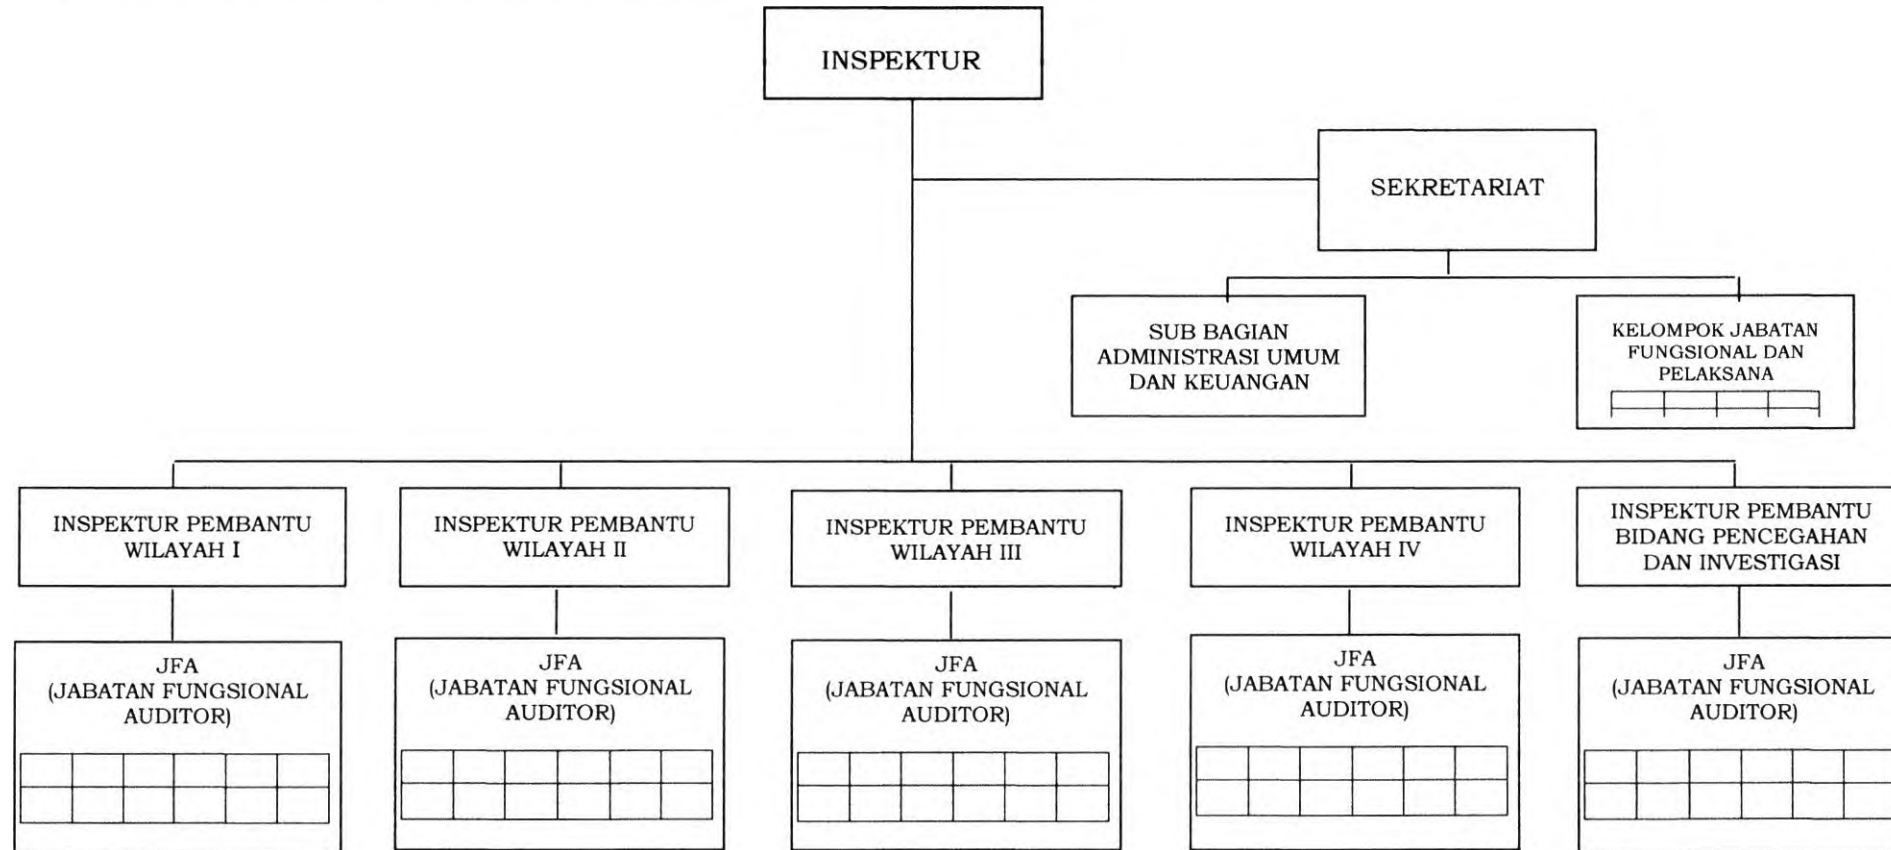 INSPEKTUR
SEKRETARIAT
SUB BAGIAN
ADMINISTRASI UMUM
DAN KEUANGAN
KELOMPOK JABATAN
FUNGSIONAL DAN
PELAKSANA
INSPEKTUR PEMBANTU
WILAYAH I
INSPEKTUR PEMBANTU
WILAYAH II
INSPEKTUR PEMBANTU
WILAYAH III
INSPEKTUR PEMBANTU
WILAYAH IV
INSPEKTUR PEMBANTU
BIDANG PENCEGAHAN
DAN INVESTIGASI
JFA
(JABATAN FUNGSIONAL
AUDITOR)
JFA
(JABATAN FUNGSIONAL
AUDITOR)
JFA
(JABATAN FUNGSIONAL
AUDITOR)
JFA
(JABATAN FUNGSIONAL
AUDITOR)
JFA
(JABATAN FUNGSIONAL
AUDITOR)